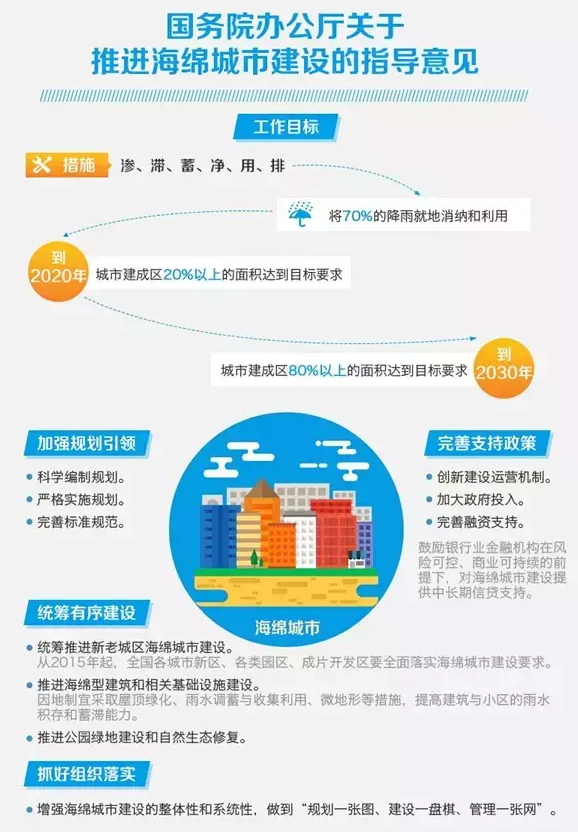 国务院办公厅关于
推进海绵城市建设的指导意见
工作目标
措施 渗、滞、蓄、净、用、排
将70%的降雨就地消纳和利用
到
2020年
城市建成区20%以上的面积达到目标要求
到
2030年
城市建成区80%以上的面积达到目标要求
加强规划引领
• 科学编制规划。
• 严格实施规划。
• 完善标准规范。
完善支持政策
• 创新建设运营机制。
• 加大政府投入。
• 完善融资支持。
鼓励银行业金融机构在风
险可控、商业可持续的前
提下，对海绵城市建设提
供中长期信贷支持。
海绵城市
统筹有序建设
• 统筹推进新老城区海绵城市建设。
从2015年起，全国各城市新区、各类园区、成片开发区要全面落实海绵城市建设要求。
• 推进海绵型建筑和相关基础设施建设。
因地制宜采取屋顶绿化、雨水调蓄与收集利用、微地形等措施，提高建筑与小区的雨水
积存和蓄滞能力。
• 推进公园绿地建设和自然生态修复。
抓好组织落实
• 增强海绵城市建设的整体性和系统性，做到“规划一张图、建设一盘棋、管理一张网”。